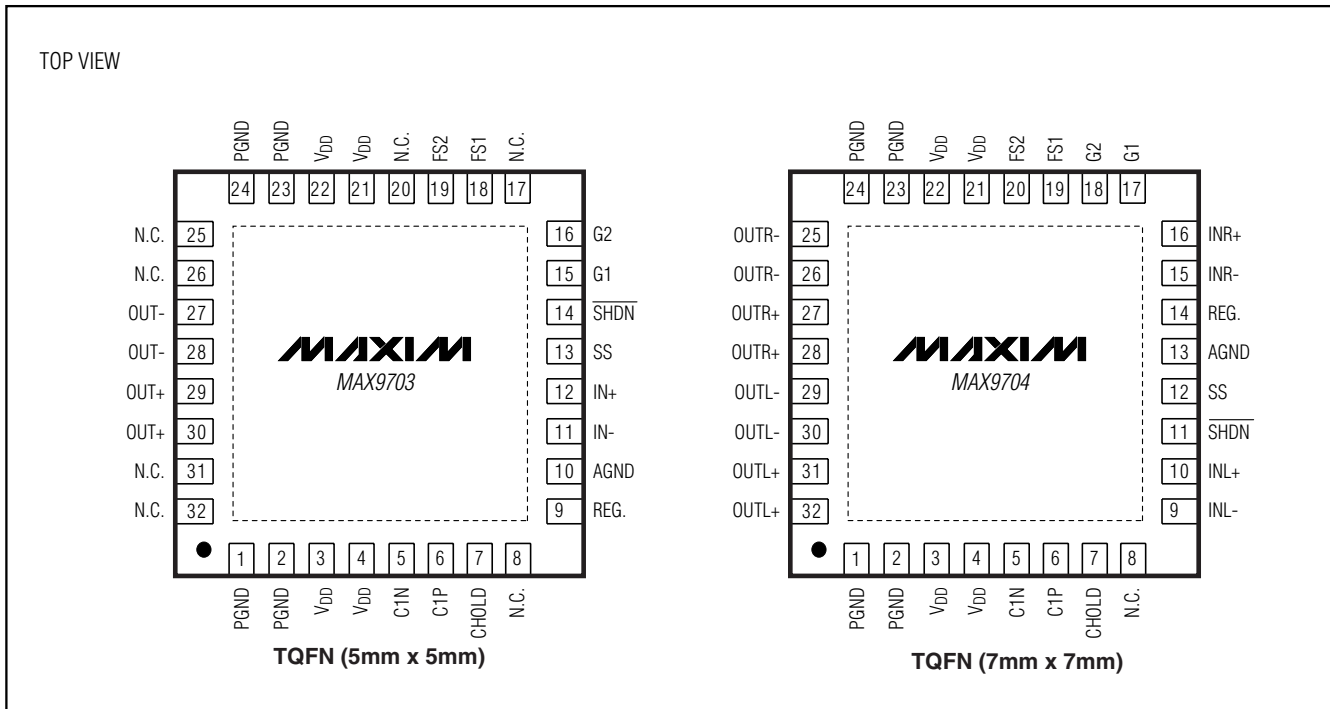 TOP VIEW
PGND PGND VDD VDD N.C. FS2 FS1 N.C.
24 23 22 21 20 19 18 17
N.C. 25 16 G2
N.C. 26 15 G1
OUT- 27 14 SHDN
OUT- 28 13 SS
MAXIM
MAX9703
OUT+ 29 12 IN+
OUT+ 30 11 IN-
N.C. 31 10 AGND
N.C. 32 9 REG.
1 2 3 4 5 6 7 8
PGND PGND VDD VDD C1N C1P CHOLD N.C.
TQFN (5mm x 5mm)
PGND PGND VDD VDD FS2 FS1 G2 G1
24 23 22 21 20 19 18 17
OUTR- 25 16 INR+
OUTR- 26 15 INR-
OUTR+ 27 14 REG.
OUTR+ 28 13 AGND
MAXIM
MAX9704
OUTL- 29 12 SS
OUTL- 30 11 SHDN
OUTL+ 31 10 INL+
OUTL+ 32 9 INL-
1 2 3 4 5 6 7 8
PGND PGND VDD VDD C1N C1P CHOLD N.C.
TQFN (7mm x 7mm)